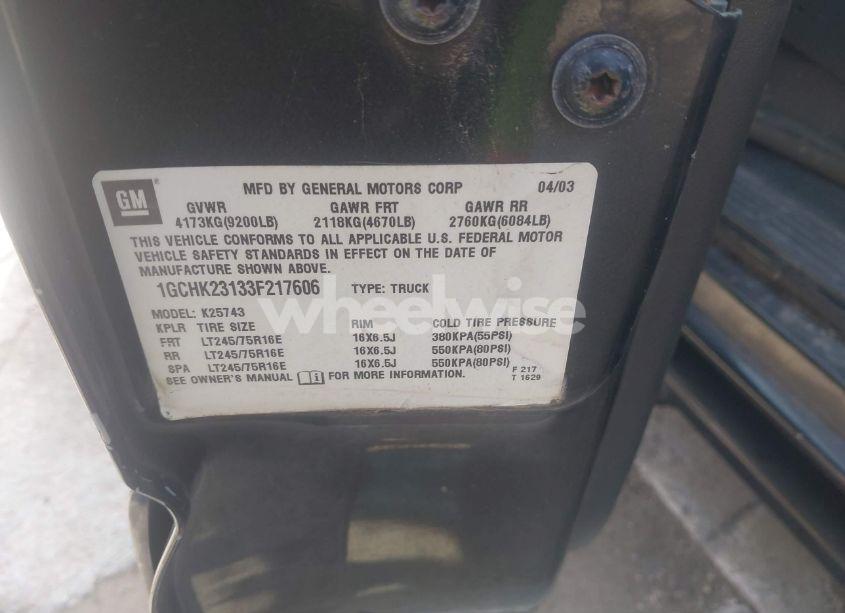 GM
MFD BY GENERAL MOTORS CORP 04/03
GVWR GAWR FRT GAWR RR
4173KG(9200LB) 2118KG(4670LB) 2760KG(6084LB)
THIS VEHICLE CONFORMS TO ALL APPLICABLE U.S. FEDERAL MOTOR
VEHICLE SAFETY STANDARDS IN EFFECT ON THE DATE OF
MANUFACTURE SHOWN ABOVE.
1GCHK23133F217606 TYPE: TRUCK
wheelwise
MODEL: K25743
KPLR TIRE SIZE RIM COLD TIRE PRESSURE
FRT LT245/75R16E 16X6.5J 380KPA(55PSI)
RR LT245/75R16E 16X6.5J 550KPA(80PSI)
SPA LT245/75R16E 16X6.5J 550KPA(80PSI)
SEE OWNER'S MANUAL FOR MORE INFORMATION.
F 217
T 1629